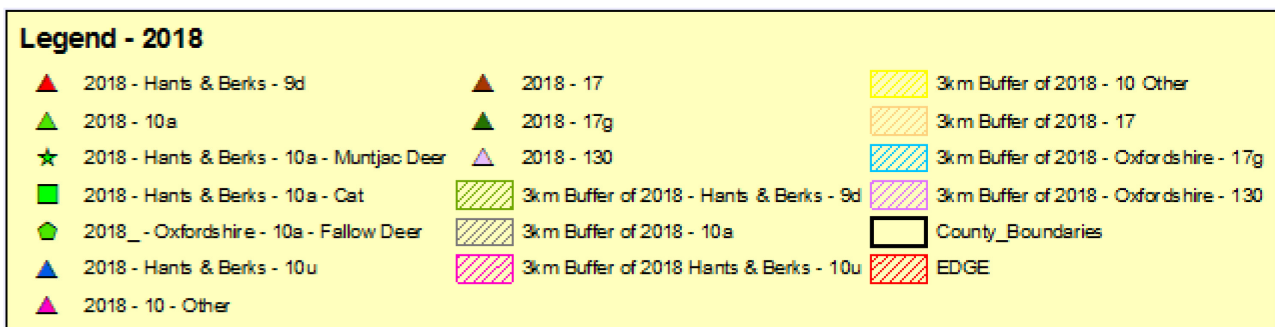 Legend - 2018
2018 - Hants & Berks - 9d
2018 - 10a
2018 - Hants & Berks - 10a - Muntjac Deer
2018 - Hants & Berks - 10a - Cat
2018_ - Oxfordshire - 10a - Fallow Deer
2018 - Hants & Berks - 10u
2018 - 10 - Other
2018 - 17
2018 - 17g
2018 - 130
3km Buffer of 2018 - Hants & Berks - 9d
3km Buffer of 2018 - 10a
3km Buffer of 2018 Hants & Berks - 10u
3km Buffer of 2018 - 10 Other
3km Buffer of 2018 - 17
3km Buffer of 2018 - Oxfordshire - 17g
3km Buffer of 2018 - Oxfordshire - 130
County_Boundaries
EDGE